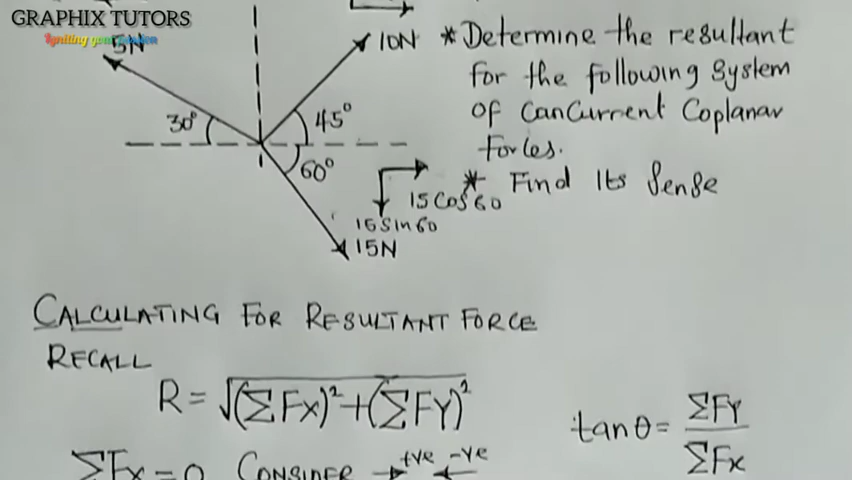 GRAPHIX TUTORS
Igniting your
5N
10N
30°
45°
60°
15Cos60
15Sin60
15N
* Determine the resultant
for the following System
of ConCurrent Coplanar
forces.
* Find Its Sense
CALCULATING FOR RESULTANT FORCE
RECALL
R = √(ΣFx)² + (ΣFY)²
tanθ = ΣFY / ΣFx
ΣFx = 0 CONSIDER +ve -ve